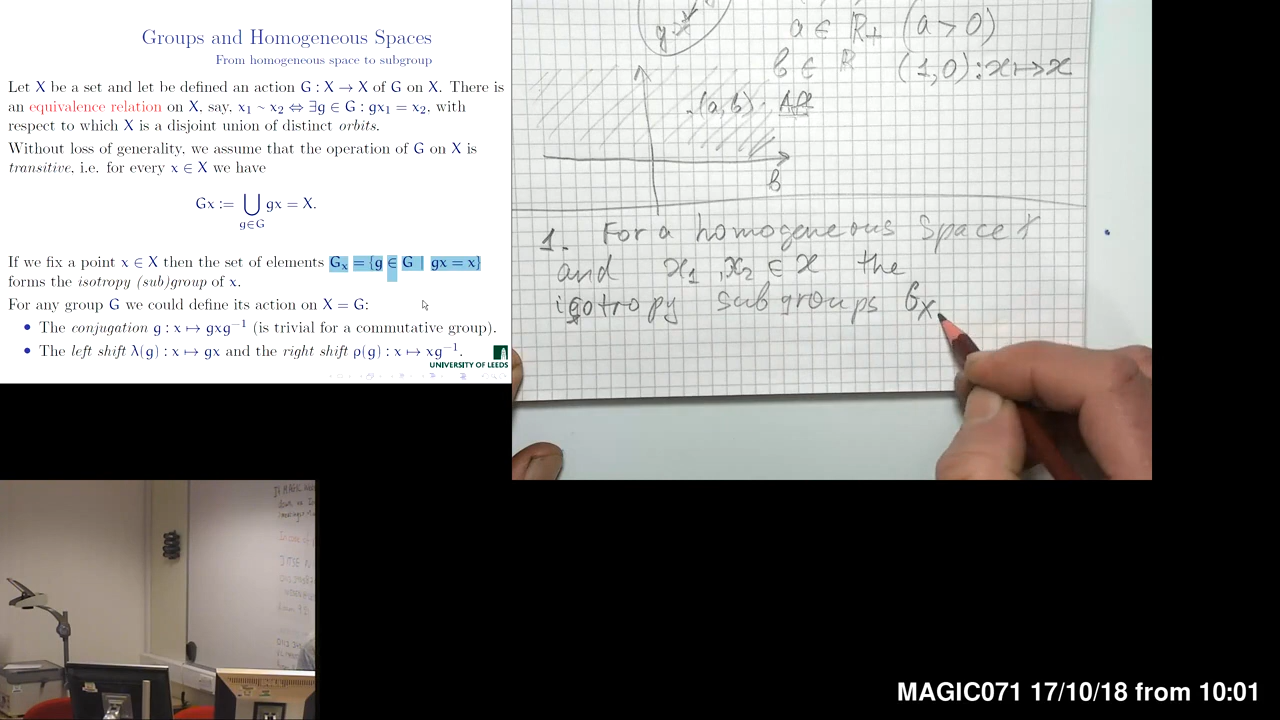 Groups and Homogeneous Spaces
From homogeneous space to subgroup
Let X be a set and let be defined an action G : X → X of G on X. There is
an equivalence relation on X, say, x₁ ~ x₂ ⇔ ∃g ∈ G : gx₁ = x₂, with
respect to which X is a disjoint union of distinct orbits.
Without loss of generality, we assume that the operation of G on X is
transitive, i.e. for every x ∈ X we have
Gx := ⋃ gx = X.
g∈G
If we fix a point x ∈ X then the set of elements Gₓ = {g ∈ G | gx = x}
forms the isotropy (sub)group of x.
For any group G we could define its action on X = G:
• The conjugation g : x ↦ gxg⁻¹ (is trivial for a commutative group).
• The left shift λ(g) : x ↦ gx and the right shift ρ(g) : x ↦ xg⁻¹.
UNIVERSITY OF LEEDS
a ∈ R₊ (a > 0)
b ∈ R (1,0) : x ↦ x
(a,b) - Aff
b
1. For a homogeneous Space X
and x₁, x₂ ∈ x the
isotropy subgroups Gₓ
MAGIC071 17/10/18 from 10:01